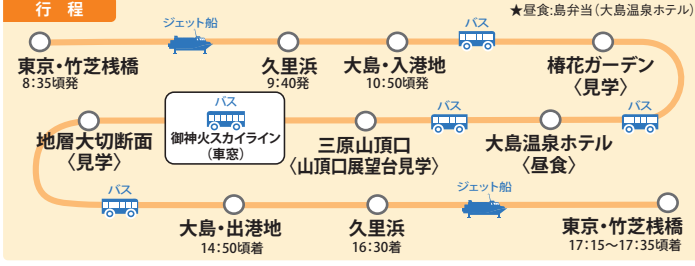 行程
★昼食:島弁当(大島温泉ホテル)
ジェット船
バス
東京・竹芝桟橋
8:35頃発
久里浜
9:40発
大島・入港地
10:50頃着
椿花ガーデン
〈見学〉
バス
御神火スカイライン
(車窓)
バス
バス
地層大切断面
〈見学〉
三原山頂口
〈山頂口展望台見学〉
大島温泉ホテル
〈昼食〉
バス
ジェット船
大島・出港地
14:50頃着
久里浜
16:30着
東京・竹芝桟橋
17:15〜17:35頃着